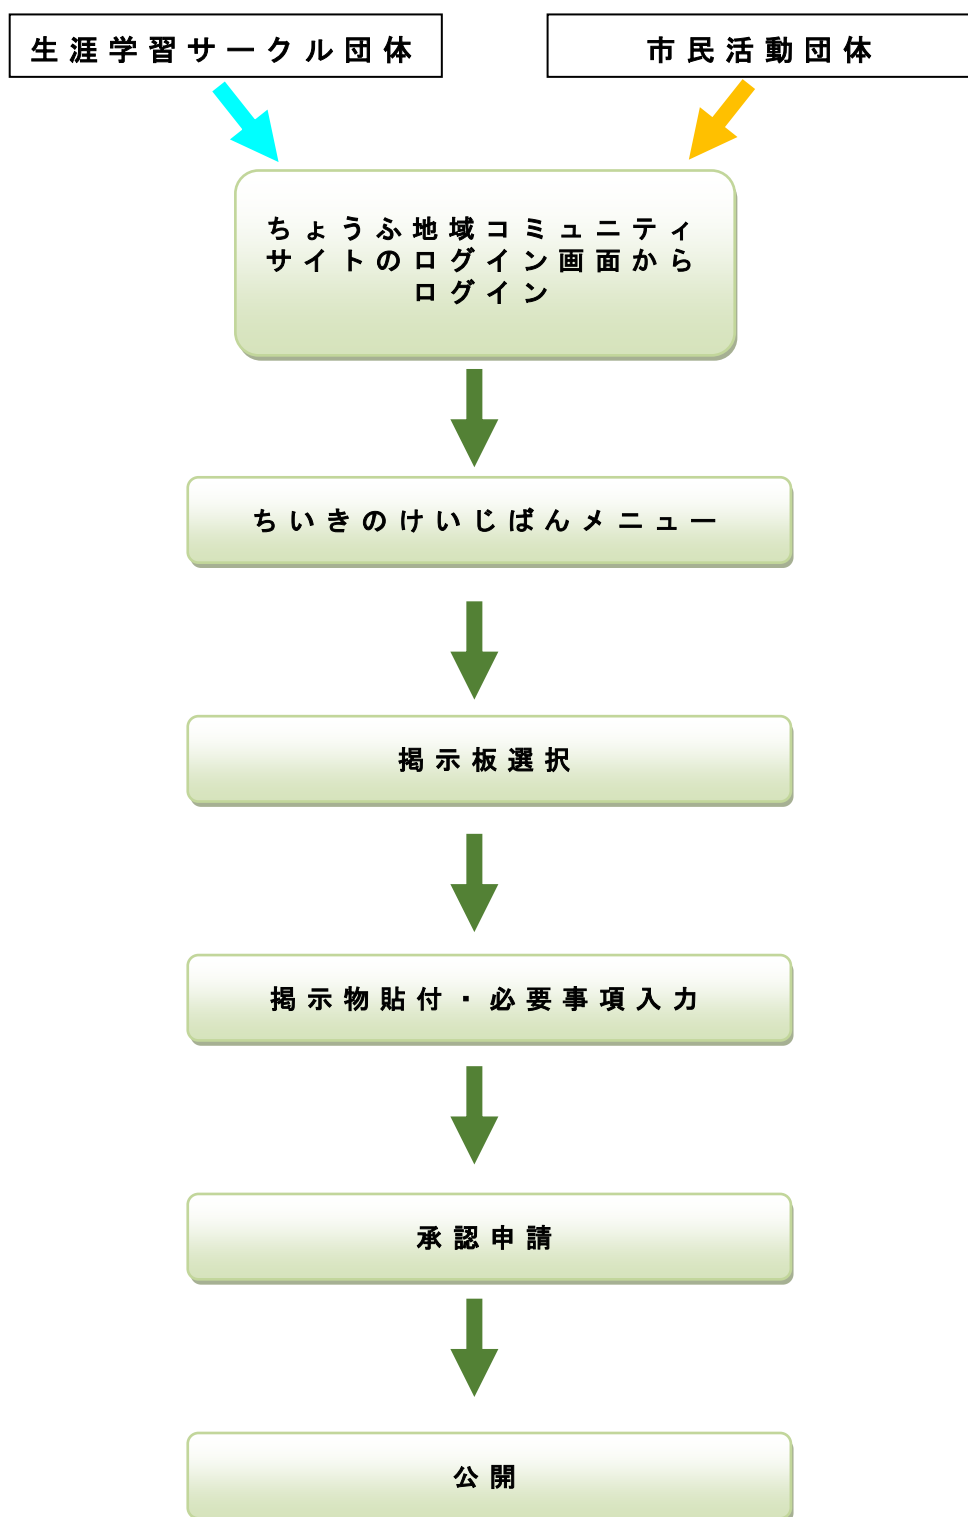 生涯学習サークル団体
市民活動団体
ちょうふ地域コミュニティ
サイトのログイン画面から
ログイン
ちいきのけいじばんメニュー
掲示板選択
掲示物貼付・必要事項入力
承認申請
公開